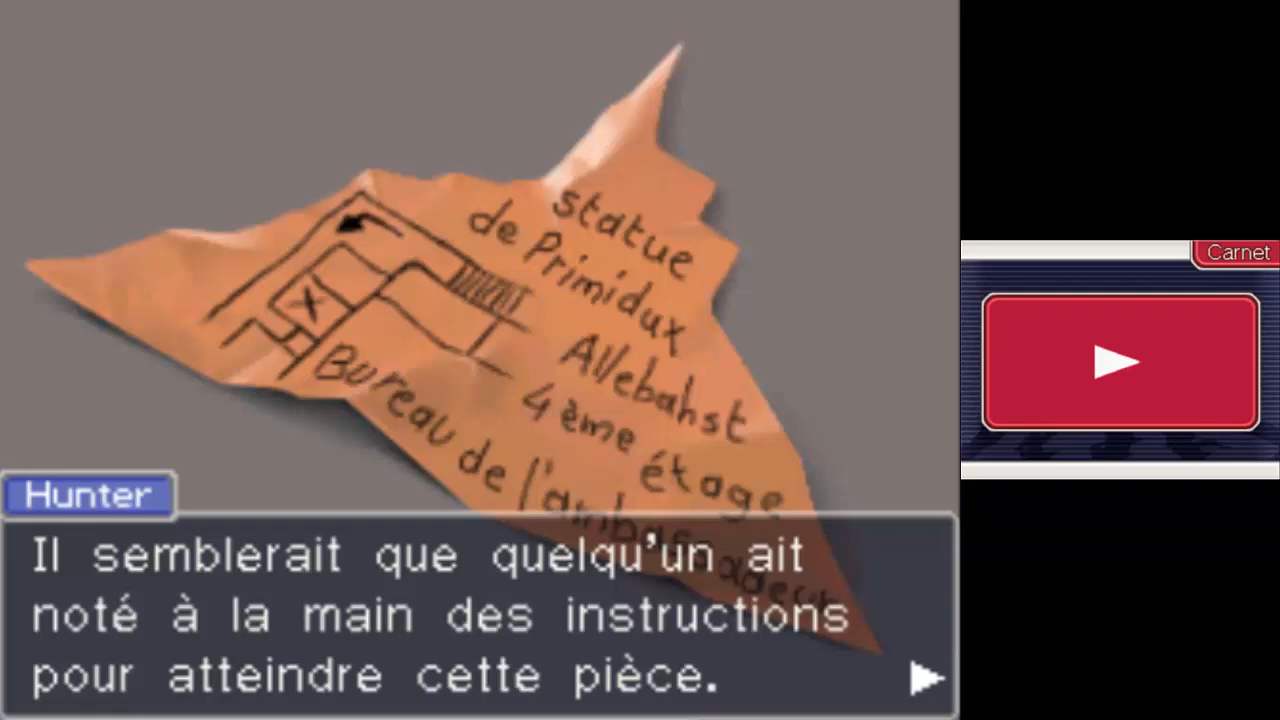 statue
de Primidux
Allebahst
4ème étage
Bureau de l'ambassadeur
X
Carnet
Hunter
Il semblerait que quelqu'un ait
noté à la main des instructions
pour atteindre cette pièce.